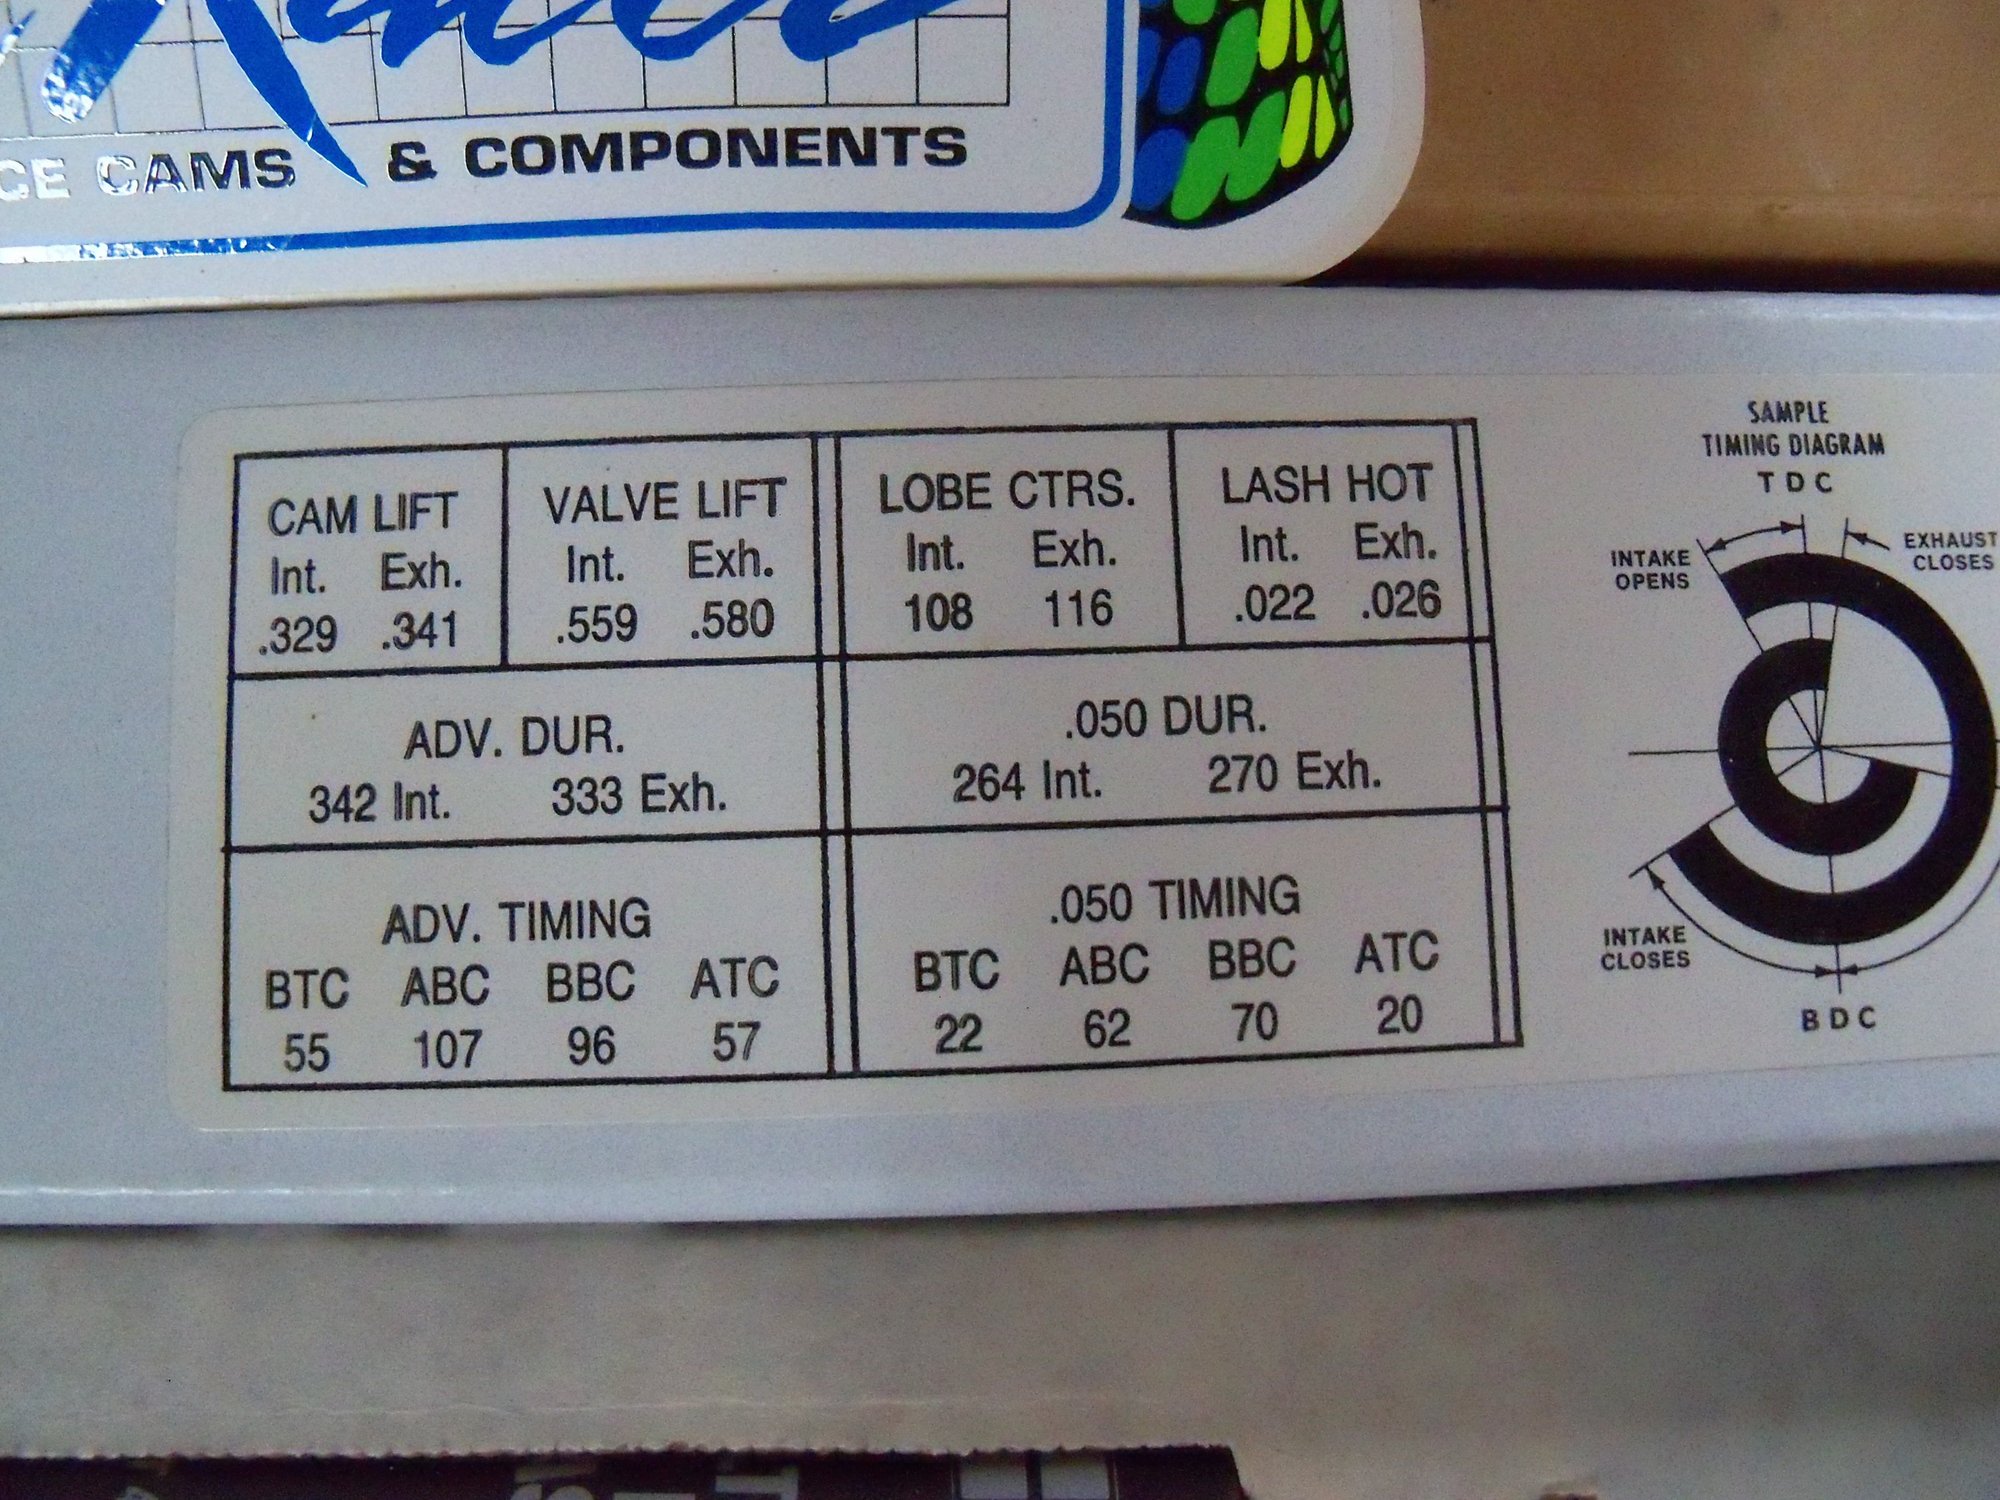 CAMS & COMPONENTS
CAM LIFT
Int. Exh.
.329 .341
VALVE LIFT
Int. Exh.
.559 .580
LOBE CTRS.
Int. Exh.
108 116
LASH HOT
Int. Exh.
.022 .026
ADV. DUR.
342 Int. 333 Exh.
.050 DUR.
264 Int. 270 Exh.
ADV. TIMING
BTC ABC BBC ATC
55 107 96 57
.050 TIMING
BTC ABC BBC ATC
22 62 70 20
SAMPLE
TIMING DIAGRAM
TDC
INTAKE
OPENS
EXHAUST
CLOSES
INTAKE
CLOSES
BDC